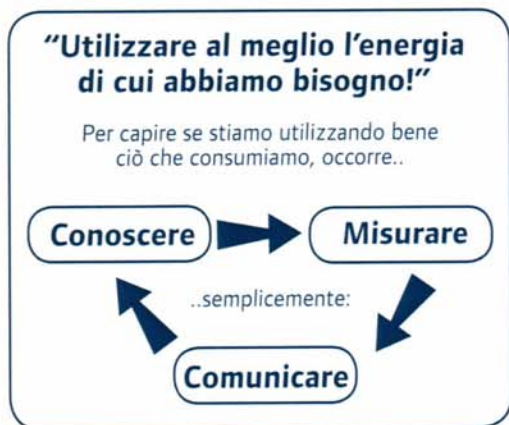 “Utilizzare al meglio l’energia
di cui abbiamo bisogno!”
Per capire se stiamo utilizzando bene
ciò che consumiamo, occorre..
Conoscere
Misurare
..semplicemente:
Comunicare